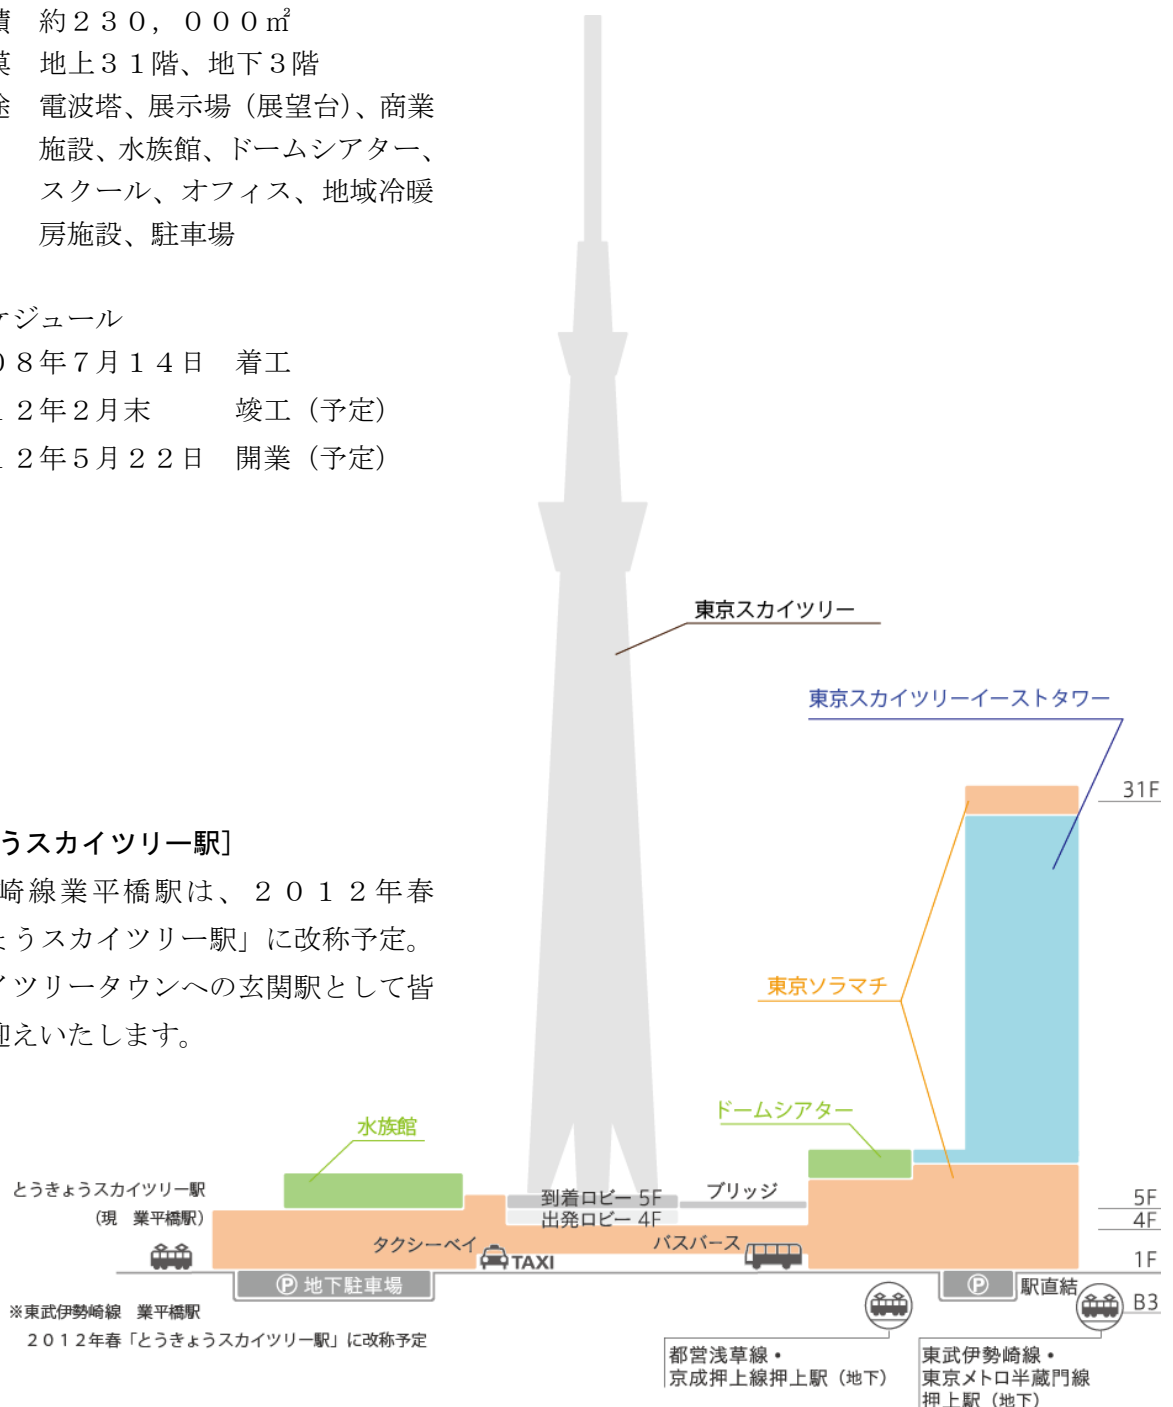 積　約２３０，０００㎡
地上３１階、地下３階
途　電波塔、展示場（展望台）、商業
施設、水族館、ドームシアター、
スクール、オフィス、地域冷暖
房施設、駐車場
ケジュール
０８年７月１４日　着工
１２年２月末　竣工（予定）
１２年５月２２日　開業（予定）
東京スカイツリー
東京スカイツリーイーストタワー
31F
うスカイツリー駅］
崎線業平橋駅は、２０１２年春
ょうスカイツリー駅」に改称予定。
イツリータウンへの玄関駅として皆
迎えいたします。
東京ソラマチ
ドームシアター
水族館
とうきょうスカイツリー駅
（現　業平橋駅）
到着ロビー 5F
出発ロビー 4F
ブリッジ
5F
4F
タクシーベイ
TAXI
バスバース
1F
Ⓟ 地下駐車場
Ⓟ
駅直結
B3
※東武伊勢崎線　業平橋駅
２０１２年春「とうきょうスカイツリー駅」に改称予定
都営浅草線・
京成押上線押上駅（地下）
東武伊勢崎線・
東京メトロ半蔵門線
押上駅（地下）